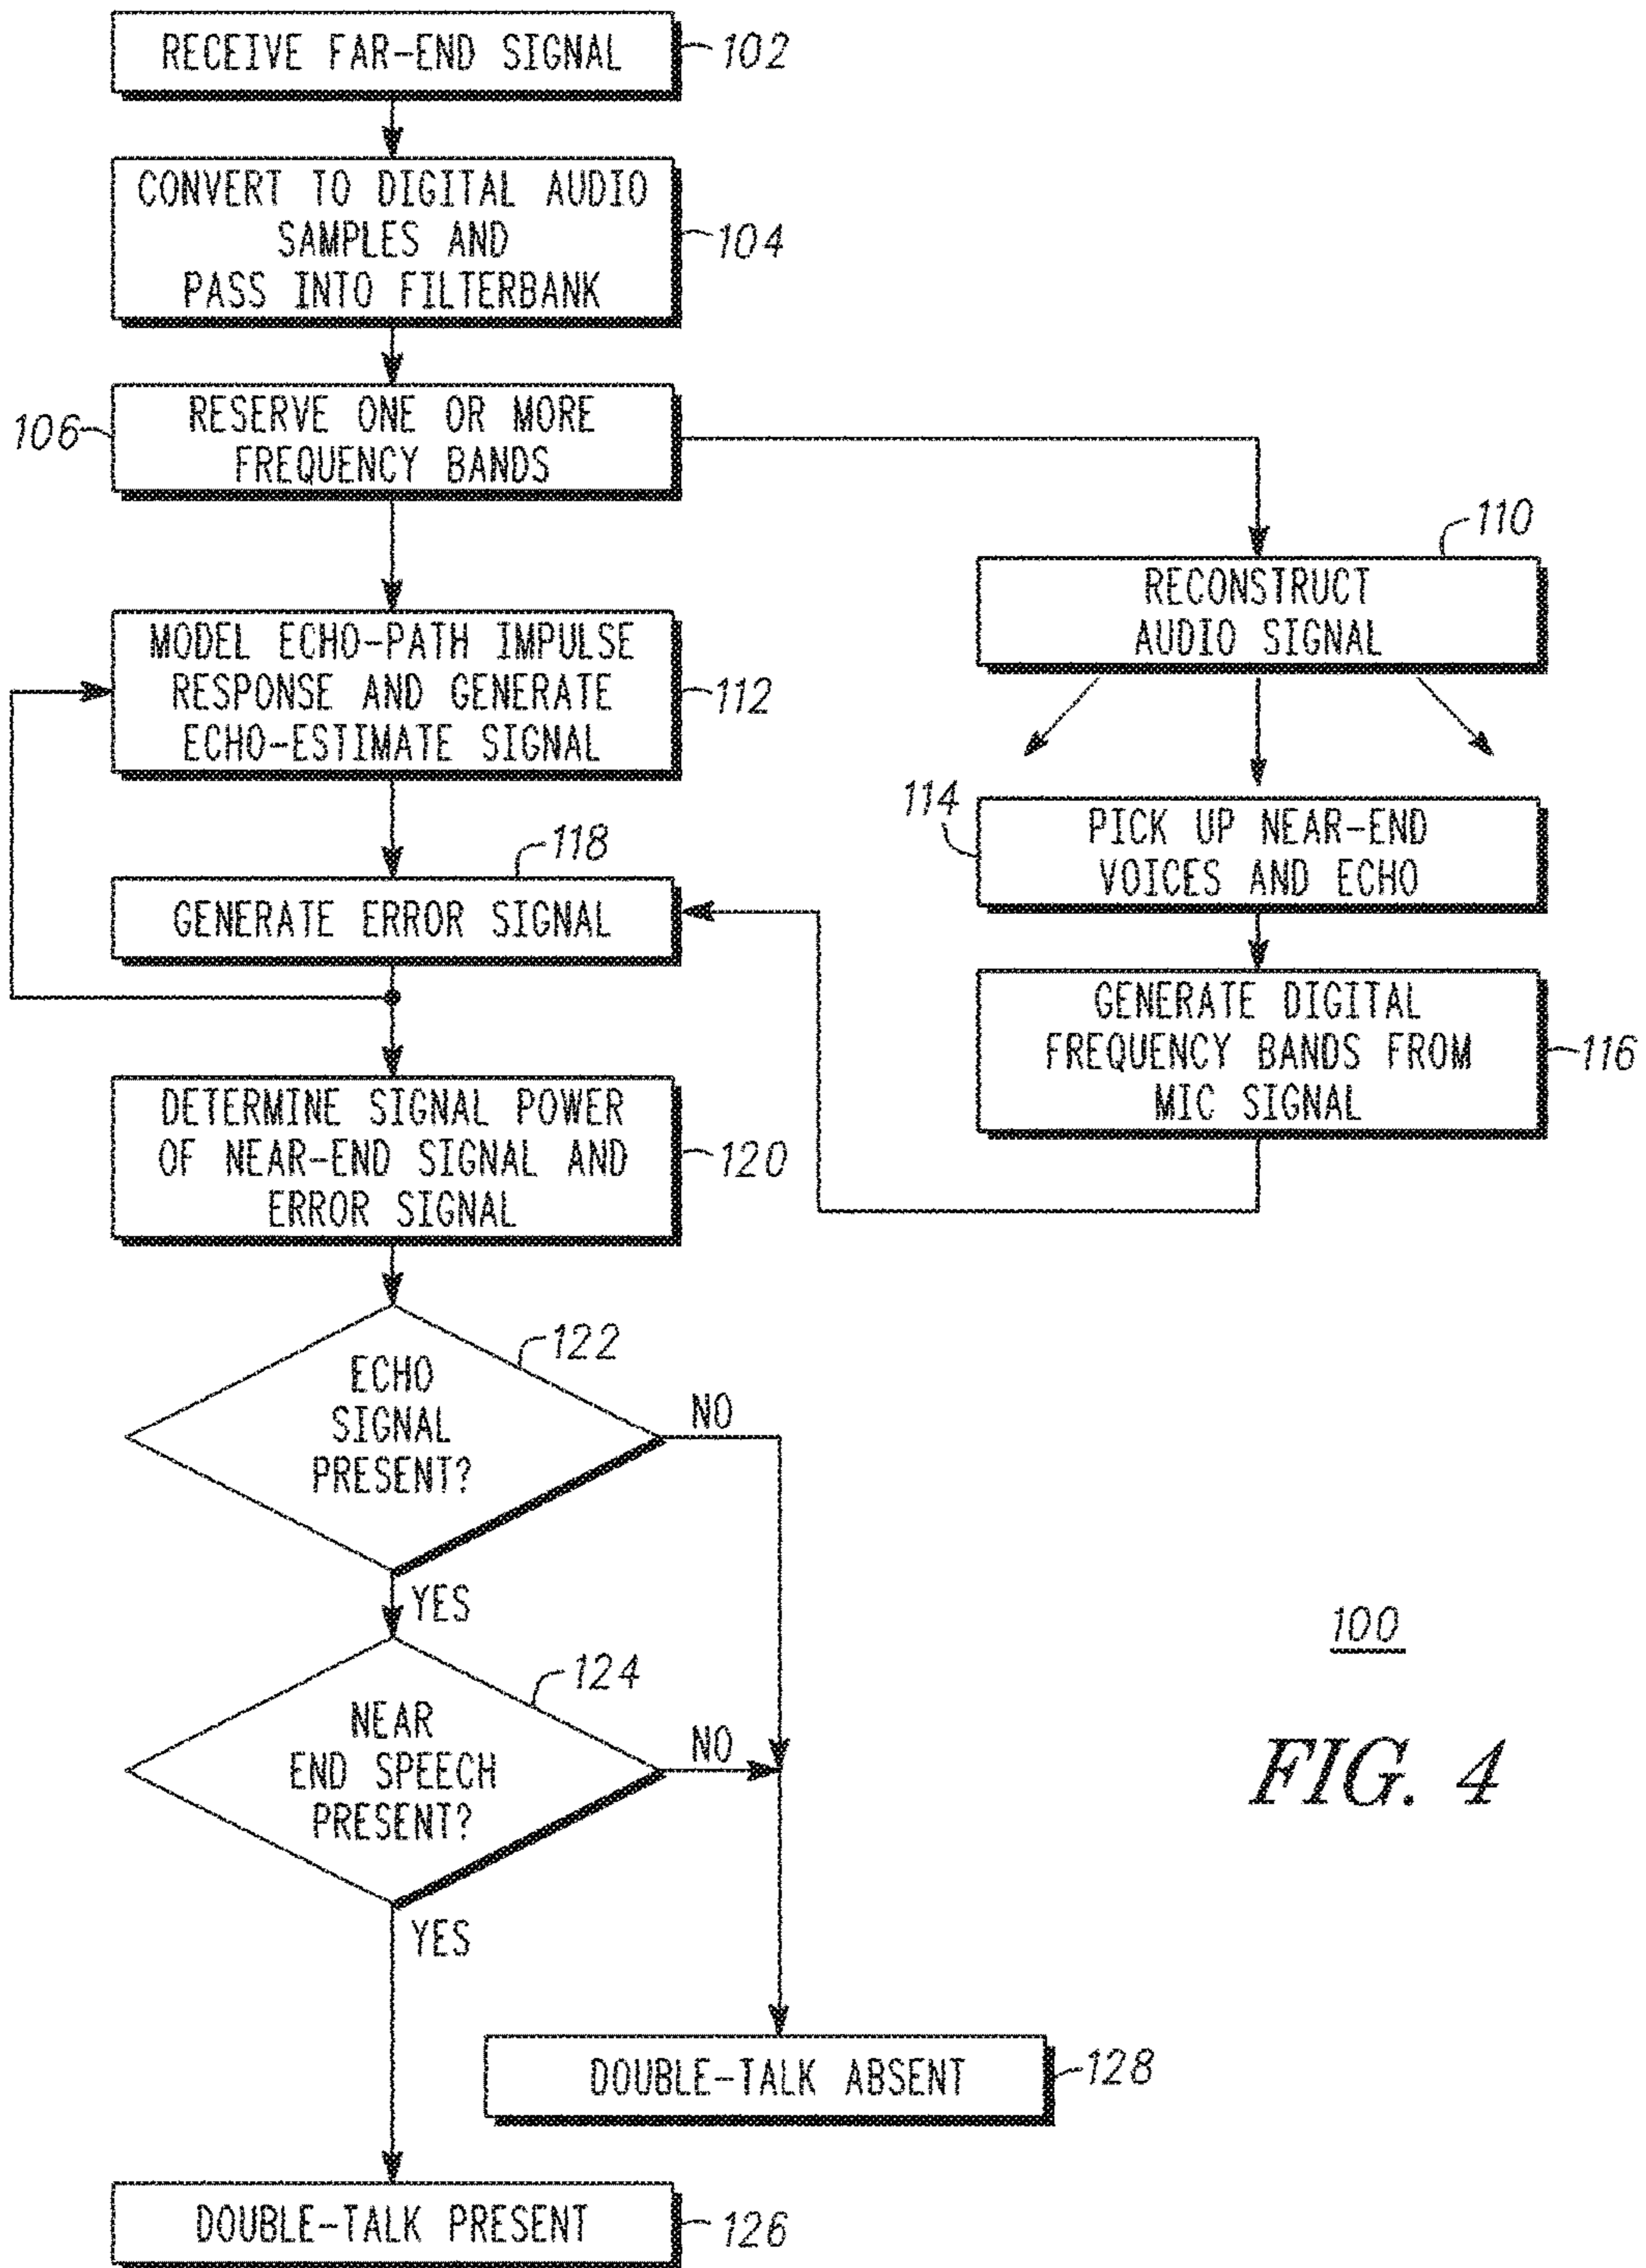 RECEIVE FAR-END SIGNAL
102
CONVERT TO DIGITAL AUDIO
SAMPLES AND
PASS INTO FILTERBANK
104
106
RESERVE ONE OR MORE
FREQUENCY BANDS
110
RECONSTRUCT
AUDIO SIGNAL
MODEL ECHO-PATH IMPULSE
RESPONSE AND GENERATE
ECHO-ESTIMATE SIGNAL
112
114
PICK UP NEAR-END
VOICES AND ECHO
118
GENERATE ERROR SIGNAL
GENERATE DIGITAL
FREQUENCY BANDS FROM
MIC SIGNAL
116
DETERMINE SIGNAL POWER
OF NEAR-END SIGNAL AND
ERROR SIGNAL
120
122
ECHO
SIGNAL
PRESENT?
NO
YES
124
NEAR
END SPEECH
PRESENT?
NO
YES
100
FIG. 4
DOUBLE-TALK ABSENT
128
DOUBLE-TALK PRESENT
126